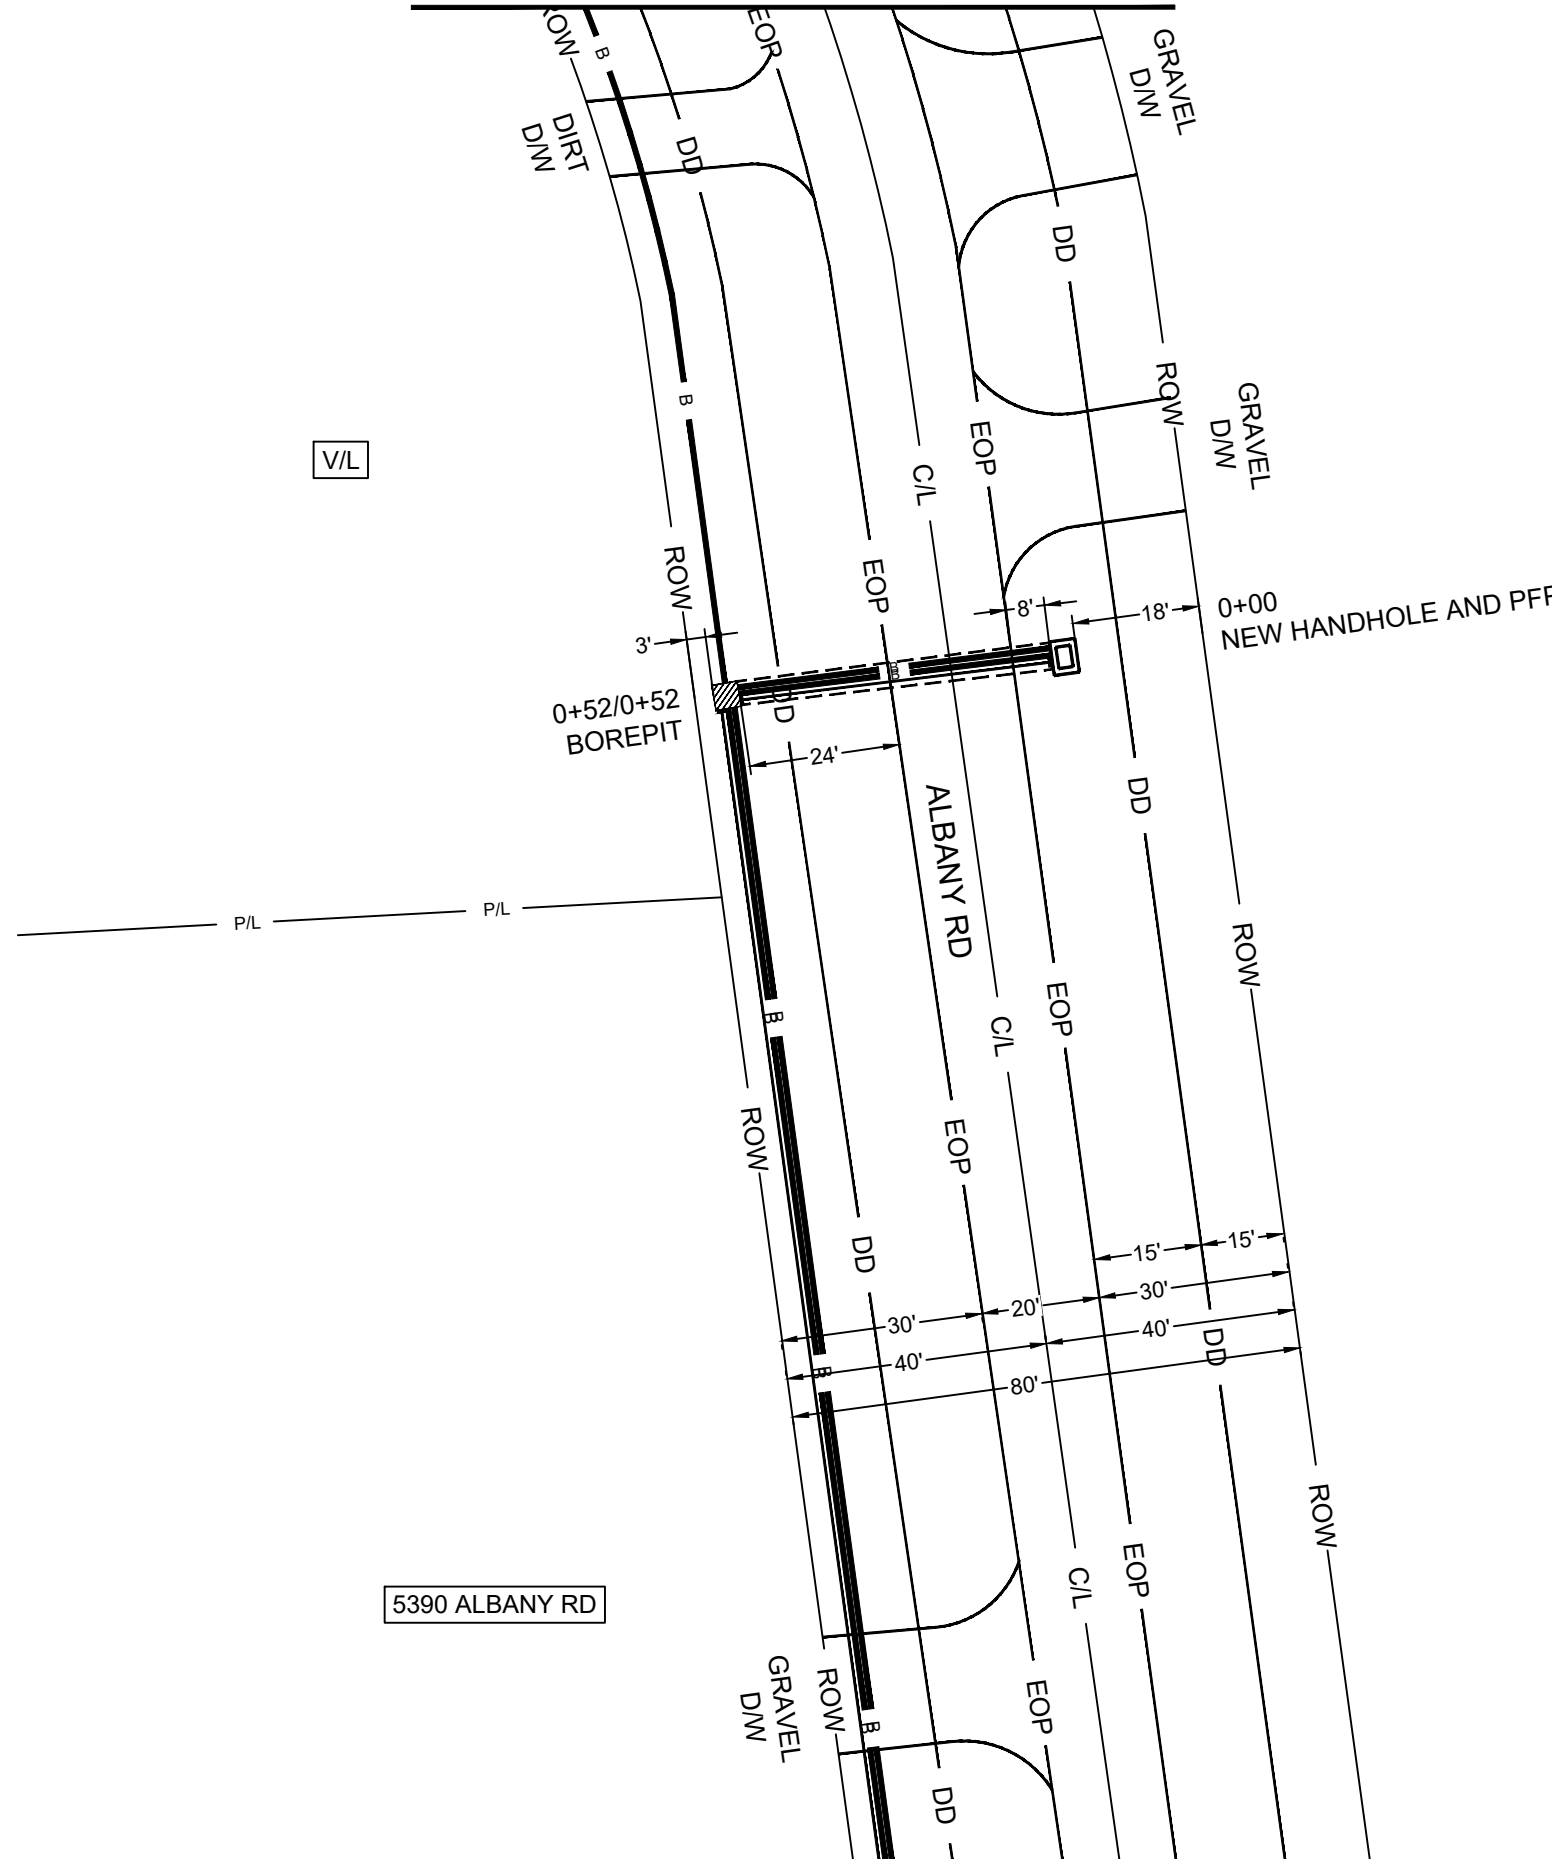 ROW
B
EOP
GRAVEL
D/W
DIRT
D/W
DD
DD
ROW
B
GRAVEL
D/W
EOP
C/L
V/L
ROW
EOP
8'
18'
0+00
NEW HANDHOLE AND
3'
0+52/0+52
BOREPIT
DD
24'
DD
ALBANY RD
P/L
P/L
ROW
EOP
C/L
B
B
ROW
EOP
DD
15'
15'
30'
20'
30'
40'
40'
80'
DD
B
ROW
EOP
C/L
5390 ALBANY RD
GRAVEL
D/W
ROW
EOP
B
B
DD